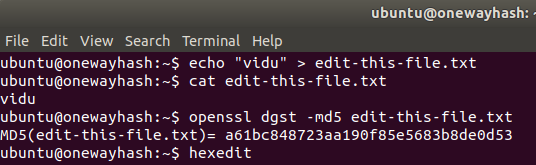 ubuntu@onewayhash: ~
File Edit View Search Terminal Help
ubuntu@onewayhash:~$ echo "vidu" > edit-this-file.txt
ubuntu@onewayhash:~$ cat edit-this-file.txt
vidu
ubuntu@onewayhash:~$ openssl dgst -md5 edit-this-file.txt
MD5(edit-this-file.txt)= a61bc848723aa190f85e5683b8de0d53
ubuntu@onewayhash:~$ hexedit